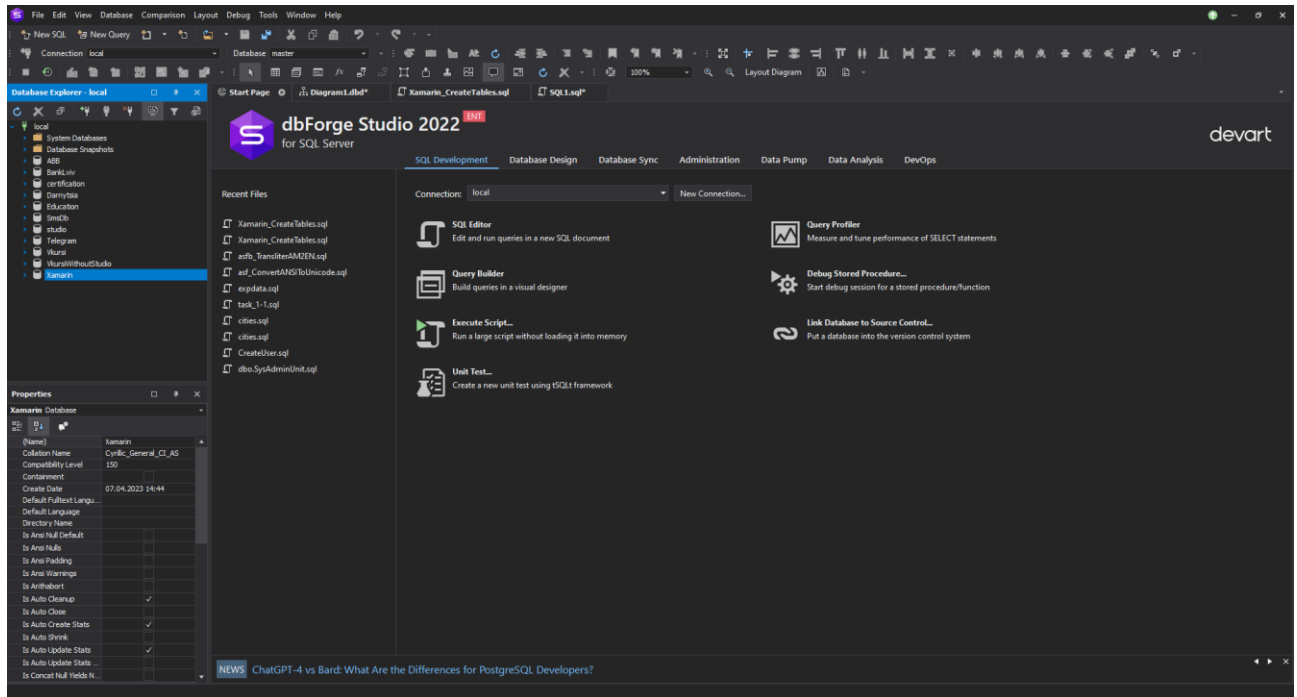 File Edit View Database Comparison Layout Debug Tools Window Help
New SQL New Query
Connection local Database master
100% Layout Diagram
Database Explorer - local
Start Page Diagram1.dbd* Xamarin_CreateTables.sql SQL1.sql*
local
System Databases
Database Snapshots
ABB
BankLviv
certification
Darnytsia
Education
SmsDb
studio
Telegram
Vkursi
VkursiWithoutStudio
Xamarin
dbForge Studio 2022 ENT
for SQL Server
devart
SQL Development Database Design Database Sync Administration Data Pump Data Analysis DevOps
Recent Files
Xamarin_CreateTables.sql
Xamarin_CreateTables.sql
asfb_TransliterAM2EN.sql
asf_ConvertANSIToUnicode.sql
expdata.sql
task_1-1.sql
cities.sql
cities.sql
CreateUser.sql
dbo.SysAdminUnit.sql
Connection: local New Connection...
SQL Editor
Edit and run queries in a new SQL document
Query Builder
Build queries in a visual designer
Execute Script...
Run a large script without loading it into memory
Unit Test...
Create a new unit test using tSQLt framework
Query Profiler
Measure and tune performance of SELECT statements
Debug Stored Procedure...
Start debug session for a stored procedure/function
Link Database to Source Control...
Put a database into the version control system
Properties
Xamarin Database
(Name) Xamarin
Collation Name Cyrillic_General_CI_AS
Compatibility Level 150
Containment
Create Date 07.04.2023 14:44
Default Fulltext Langu...
Default Language
Directory Name
Is Ansi Null Default
Is Ansi Nulls
Is Ansi Padding
Is Ansi Warnings
Is Arithabort
Is Auto Cleanup
Is Auto Close
Is Auto Create Stats
Is Auto Shrink
Is Auto Update Stats
Is Auto Update Stats ...
Is Concat Null Yields N...
NEWS ChatGPT-4 vs Bard: What Are the Differences for PostgreSQL Developers?